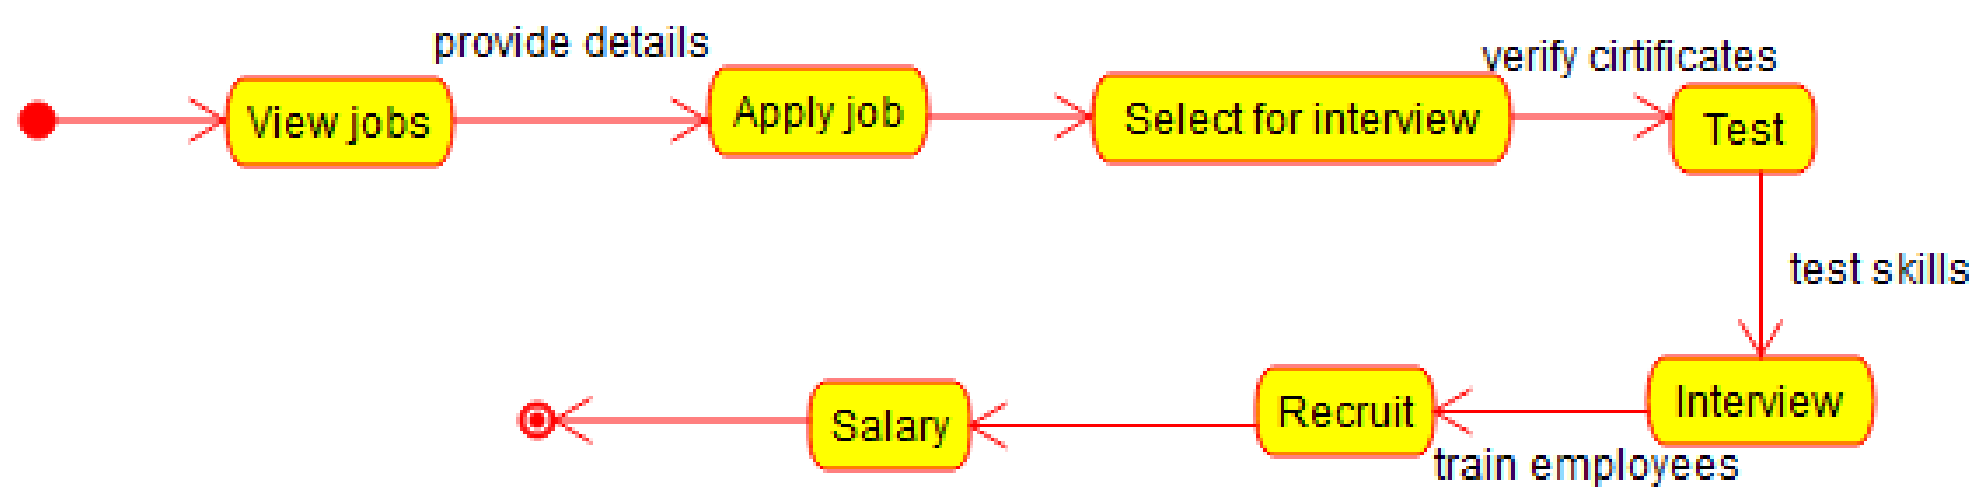 provide details
verify cirtificates
View jobs
Apply job
Select for interview
Test
test skills
Interview
Recruit
Salary
train employees